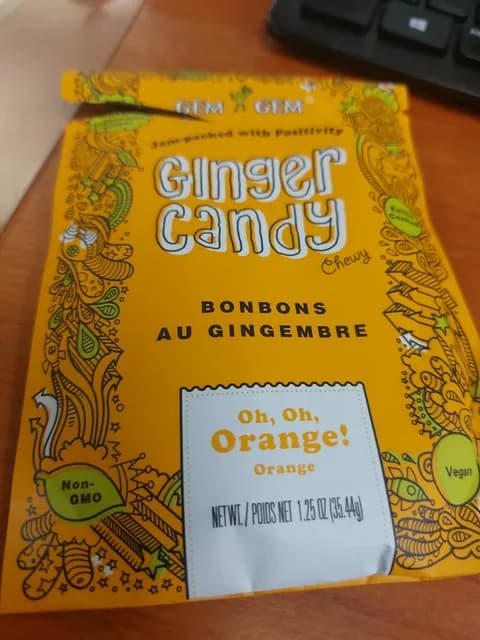 GEM GEM
Jam-packed with Positivity
Ginger
Candy
Chewy
BONBONS
AU GINGEMBRE
Oh, Oh,
Orange!
Orange
NET WT. / POIDS NET 1.25 OZ (35.44g)
Non-
GMO
Vegan